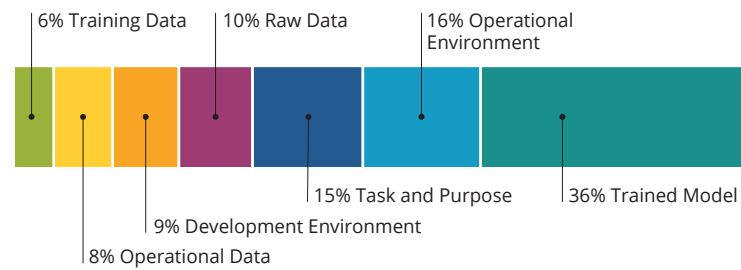 6% Training Data
10% Raw Data
16% Operational
Environment
15% Task and Purpose
36% Trained Model
9% Development Environment
8% Operational Data